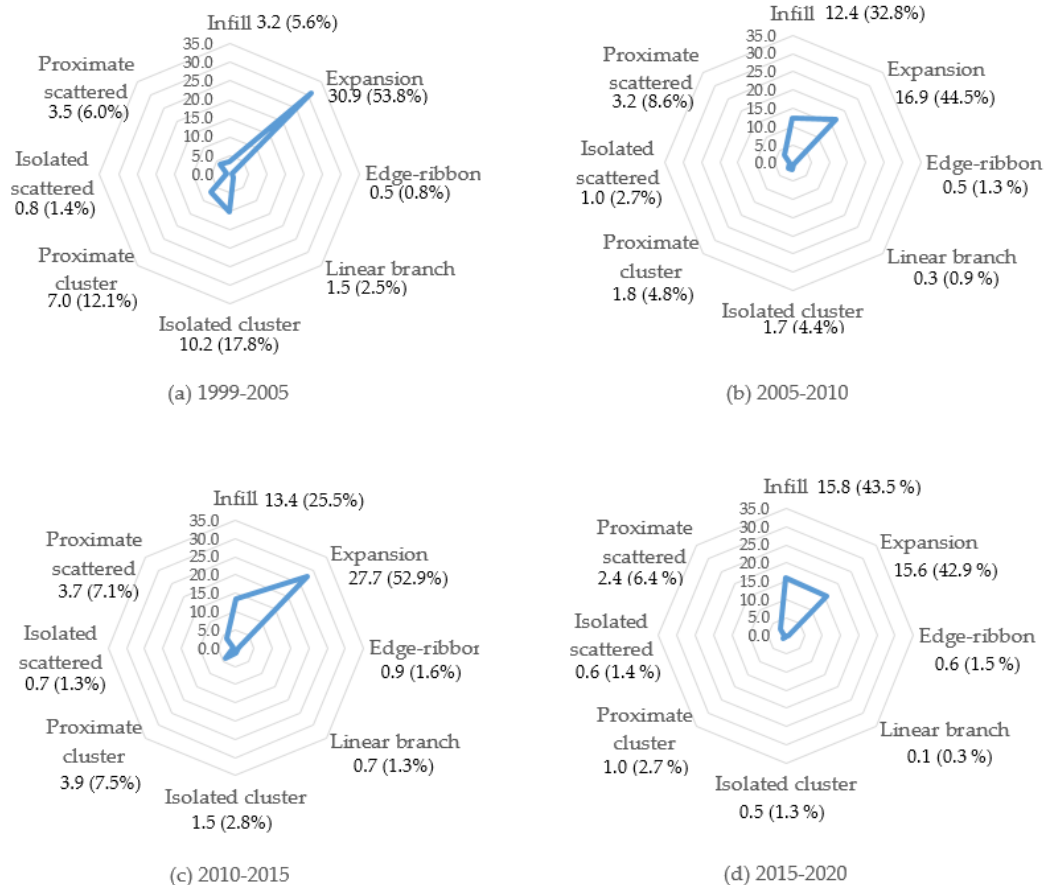 Infill 3.2 (5.6%)
35.0
30.0
25.0
20.0
15.0
10.0
5.0
0.0
Expansion
30.9 (53.8%)
Edge-ribbon
0.5 (0.8%)
Linear branch
1.5 (2.5%)
Isolated cluster
10.2 (17.8%)
Proximate
cluster
7.0 (12.1%)
Isolated
scattered
0.8 (1.4%)
Proximate
scattered
3.5 (6.0%)
(a) 1999-2005
Infill 12.4 (32.8%)
35.0
30.0
25.0
20.0
15.0
10.0
5.0
0.0
Expansion
16.9 (44.5%)
Edge-ribbon
0.5 (1.3 %)
Linear branch
0.3 (0.9 %)
Isolated cluster
1.7 (4.4%)
Proximate
cluster
1.8 (4.8%)
Isolated
scattered
1.0 (2.7%)
Proximate
scattered
3.2 (8.6%)
(b) 2005-2010
Infill 13.4 (25.5%)
35.0
30.0
25.0
20.0
15.0
10.0
5.0
0.0
Expansion
27.7 (52.9%)
Edge-ribbon
0.9 (1.6%)
Linear branch
0.7 (1.3%)
Isolated cluster
1.5 (2.8%)
Proximate
cluster
3.9 (7.5%)
Isolated
scattered
0.7 (1.3%)
Proximate
scattered
3.7 (7.1%)
(c) 2010-2015
Infill 15.8 (43.5 %)
35.0
30.0
25.0
20.0
15.0
10.0
5.0
0.0
Expansion
15.6 (42.9 %)
Edge-ribbon
0.6 (1.5 %)
Linear branch
0.1 (0.3 %)
Isolated cluster
0.5 (1.3 %)
Proximate
cluster
1.0 (2.7 %)
Isolated
scattered
0.6 (1.4 %)
Proximate
scattered
2.4 (6.4 %)
(d) 2015-2020